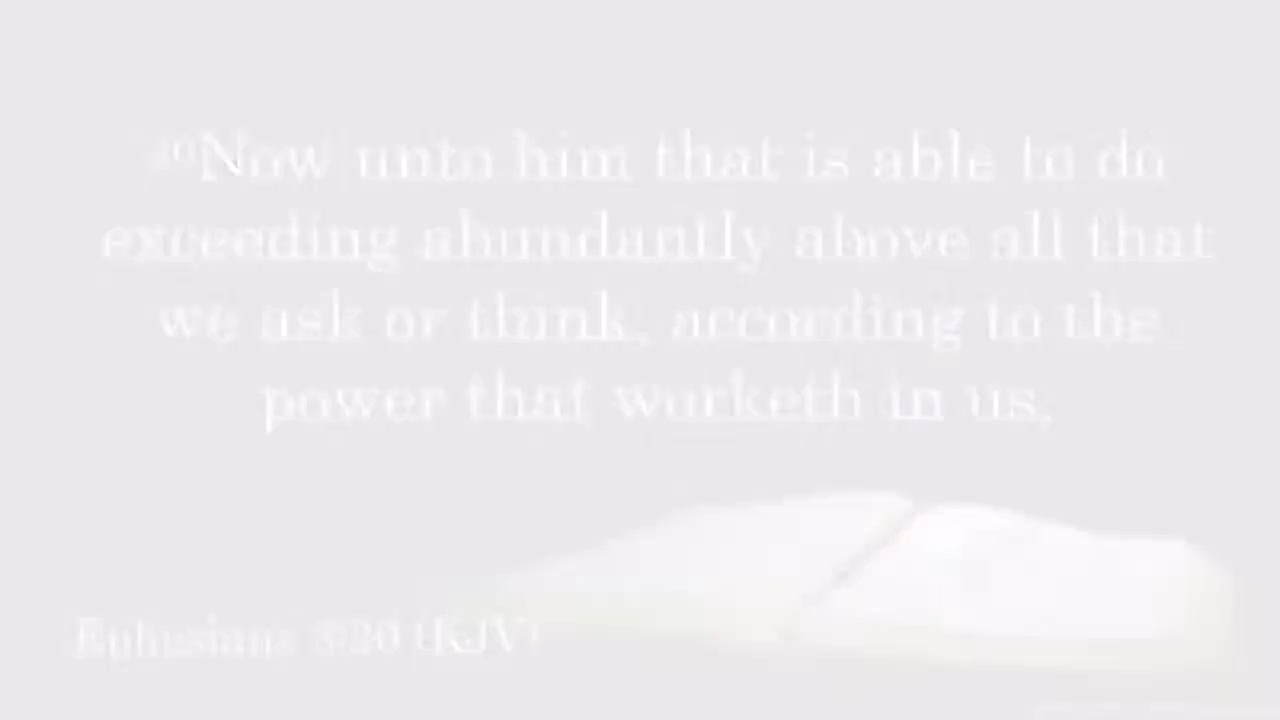 ²⁰Now unto him that is able to do
exceeding abundantly above all that
we ask or think, according to the
power that worketh in us,
Ephesians 3:20 (KJV)